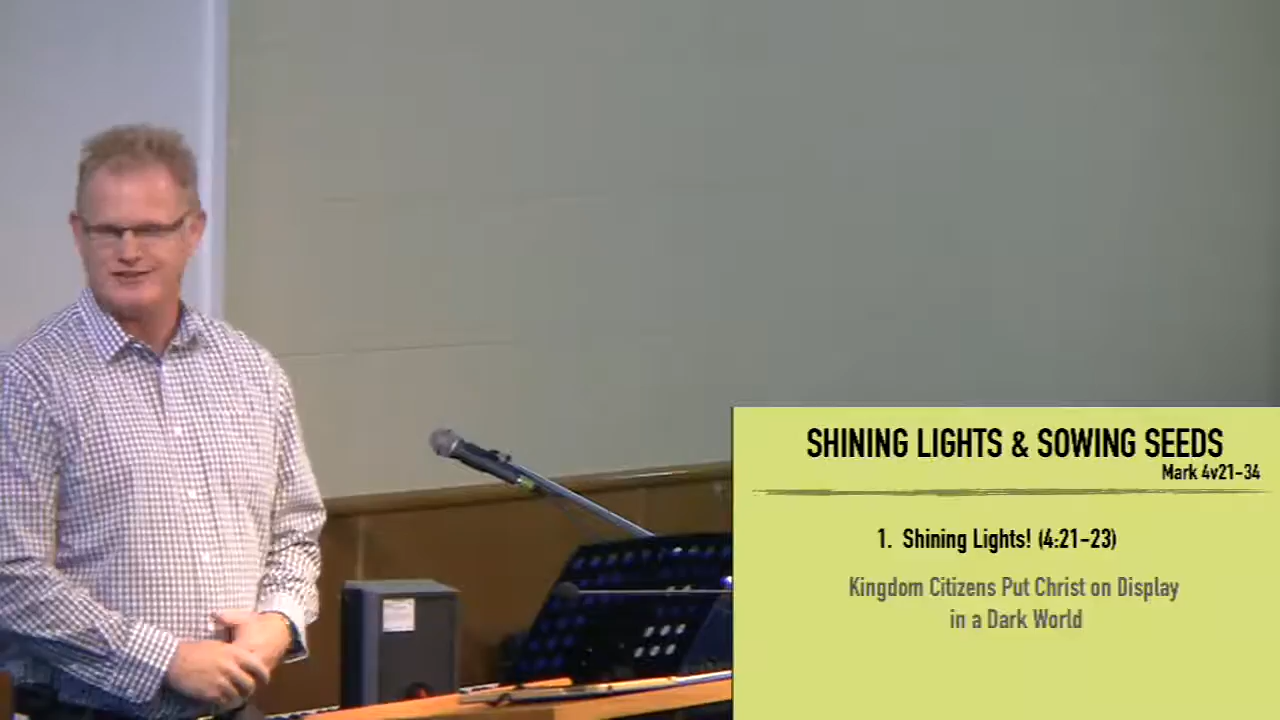 SHINING LIGHTS & SOWING SEEDS
Mark 4v21-34
1. Shining Lights! (4:21-23)
Kingdom Citizens Put Christ on Display
in a Dark World